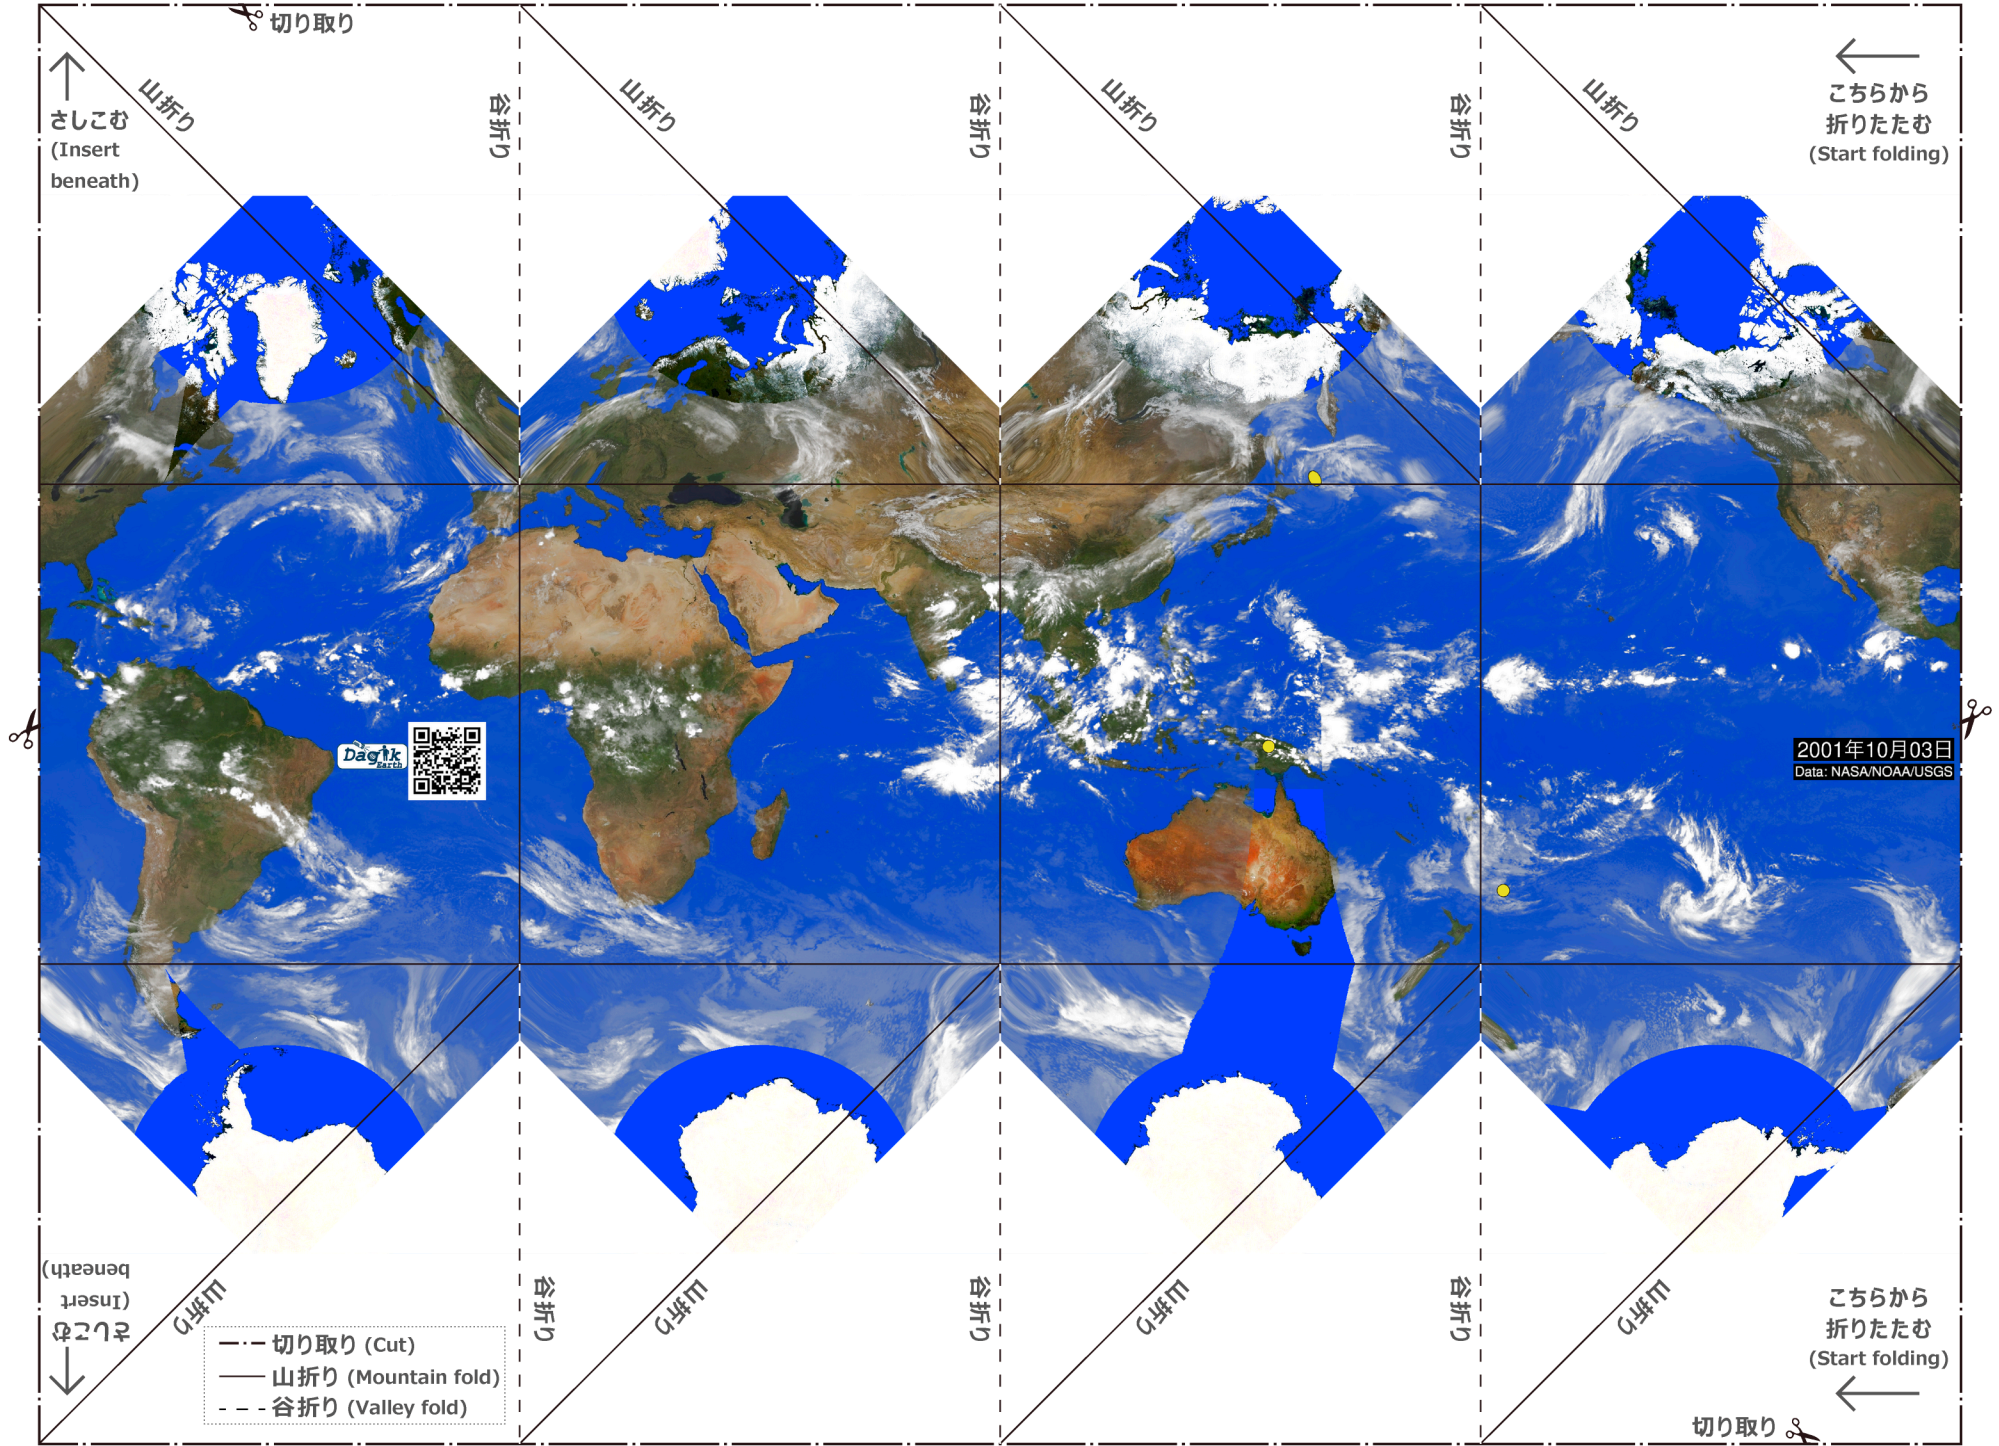 切り取り
さしこむ
(Insert
beneath)
山折り
谷折り
山折り
谷折り
山折り
谷折り
山折り
こちらから
折りたたむ
(Start folding)
Dagik
Earth
2001年10月03日
Data: NASA/NOAA/USGS
さしこむ
(Insert
beneath)
山折り
谷折り
山折り
谷折り
山折り
谷折り
山折り
こちらから
折りたたむ
(Start folding)
切り取り (Cut)
山折り (Mountain fold)
谷折り (Valley fold)
切り取り